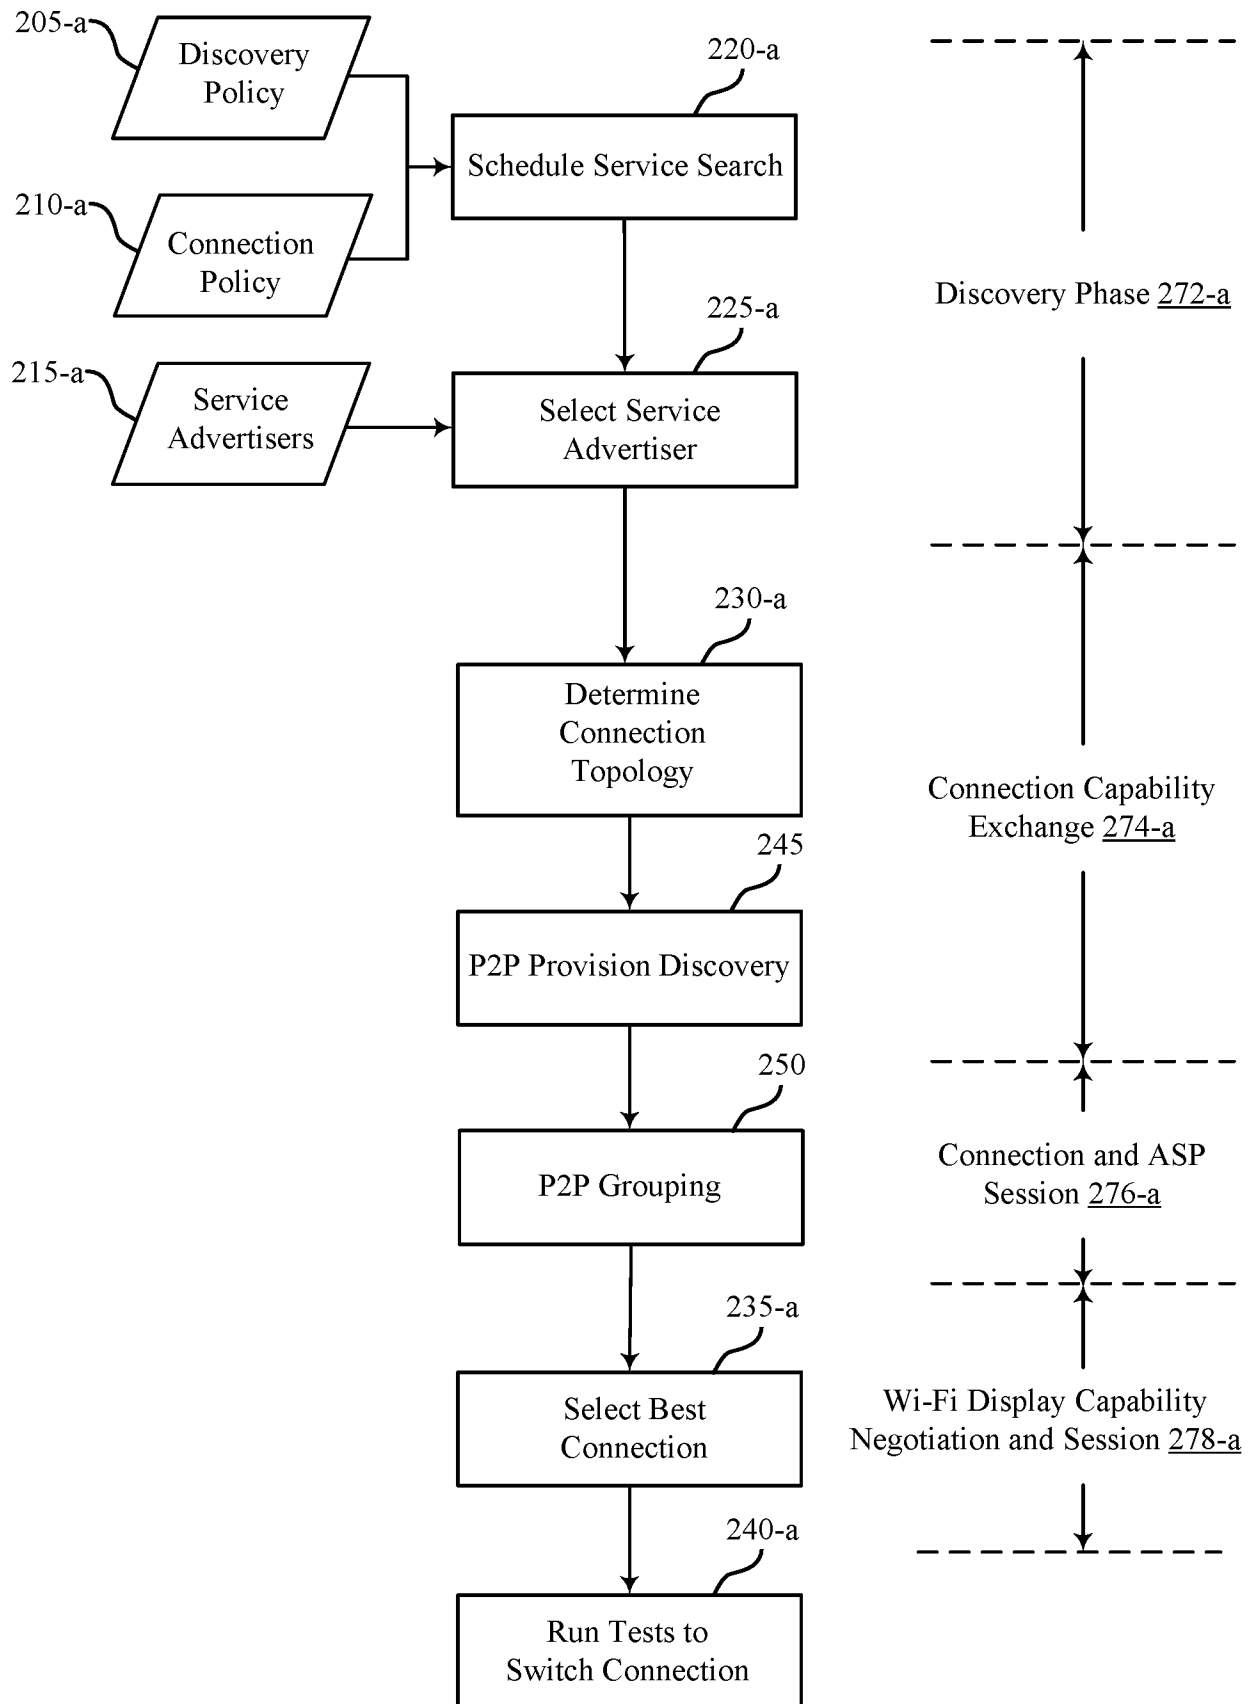 205-a
Discovery
Policy
220-a
Schedule Service Search
210-a
Connection
Policy
Discovery Phase 272-a
225-a
215-a
Service
Advertisers
Select Service
Advertiser
230-a
Determine
Connection
Topology
Connection Capability
Exchange 274-a
245
P2P Provision Discovery
250
P2P Grouping
Connection and ASP
Session 276-a
235-a
Select Best
Connection
Wi-Fi Display Capability
Negotiation and Session 278-a
240-a
Run Tests to
Switch Connection